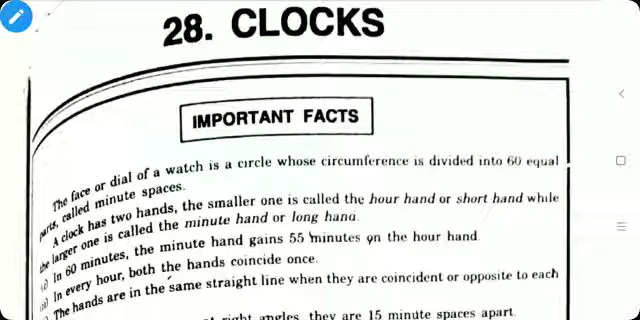 28. CLOCKS
IMPORTANT FACTS
The face or dial of a watch is a circle whose circumference is divided into 60 equal
parts, called minute spaces.
A clock has two hands, the smaller one is called the hour hand or short hand while
the larger one is called the minute hand or long hand.
(i) In 60 minutes, the minute hand gains 55 minutes on the hour hand.
(ii) In every hour, both the hands coincide once.
The hands are in the same straight line when they are coincident or opposite to each
right angles, they are 15 minute spaces apart.